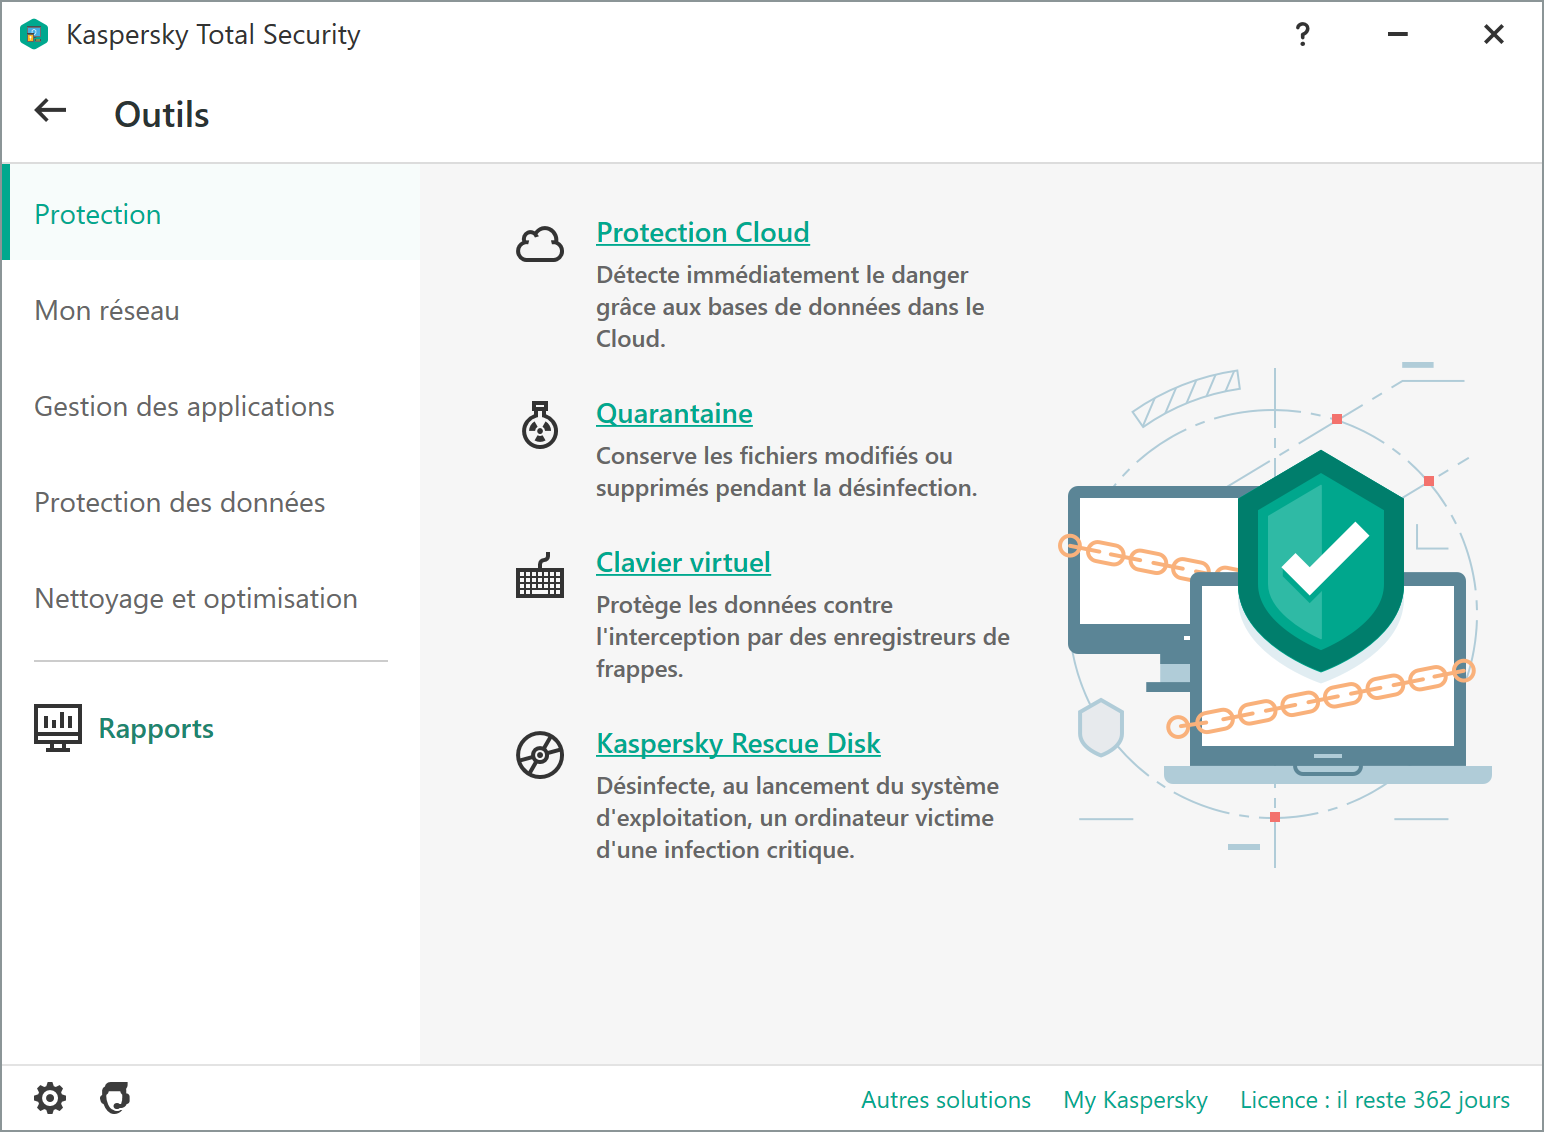 Kaspersky Total Security
?
Outils
Protection
Mon réseau
Gestion des applications
Protection des données
Nettoyage et optimisation
Rapports
Protection Cloud
Détecte immédiatement le danger
grâce aux bases de données dans le
Cloud.
Quarantaine
Conserve les fichiers modifiés ou
supprimés pendant la désinfection.
Clavier virtuel
Protège les données contre
l'interception par des enregistreurs de
frappes.
Kaspersky Rescue Disk
Désinfecte, au lancement du système
d'exploitation, un ordinateur victime
d'une infection critique.
Autres solutions
My Kaspersky
Licence : il reste 362 jours